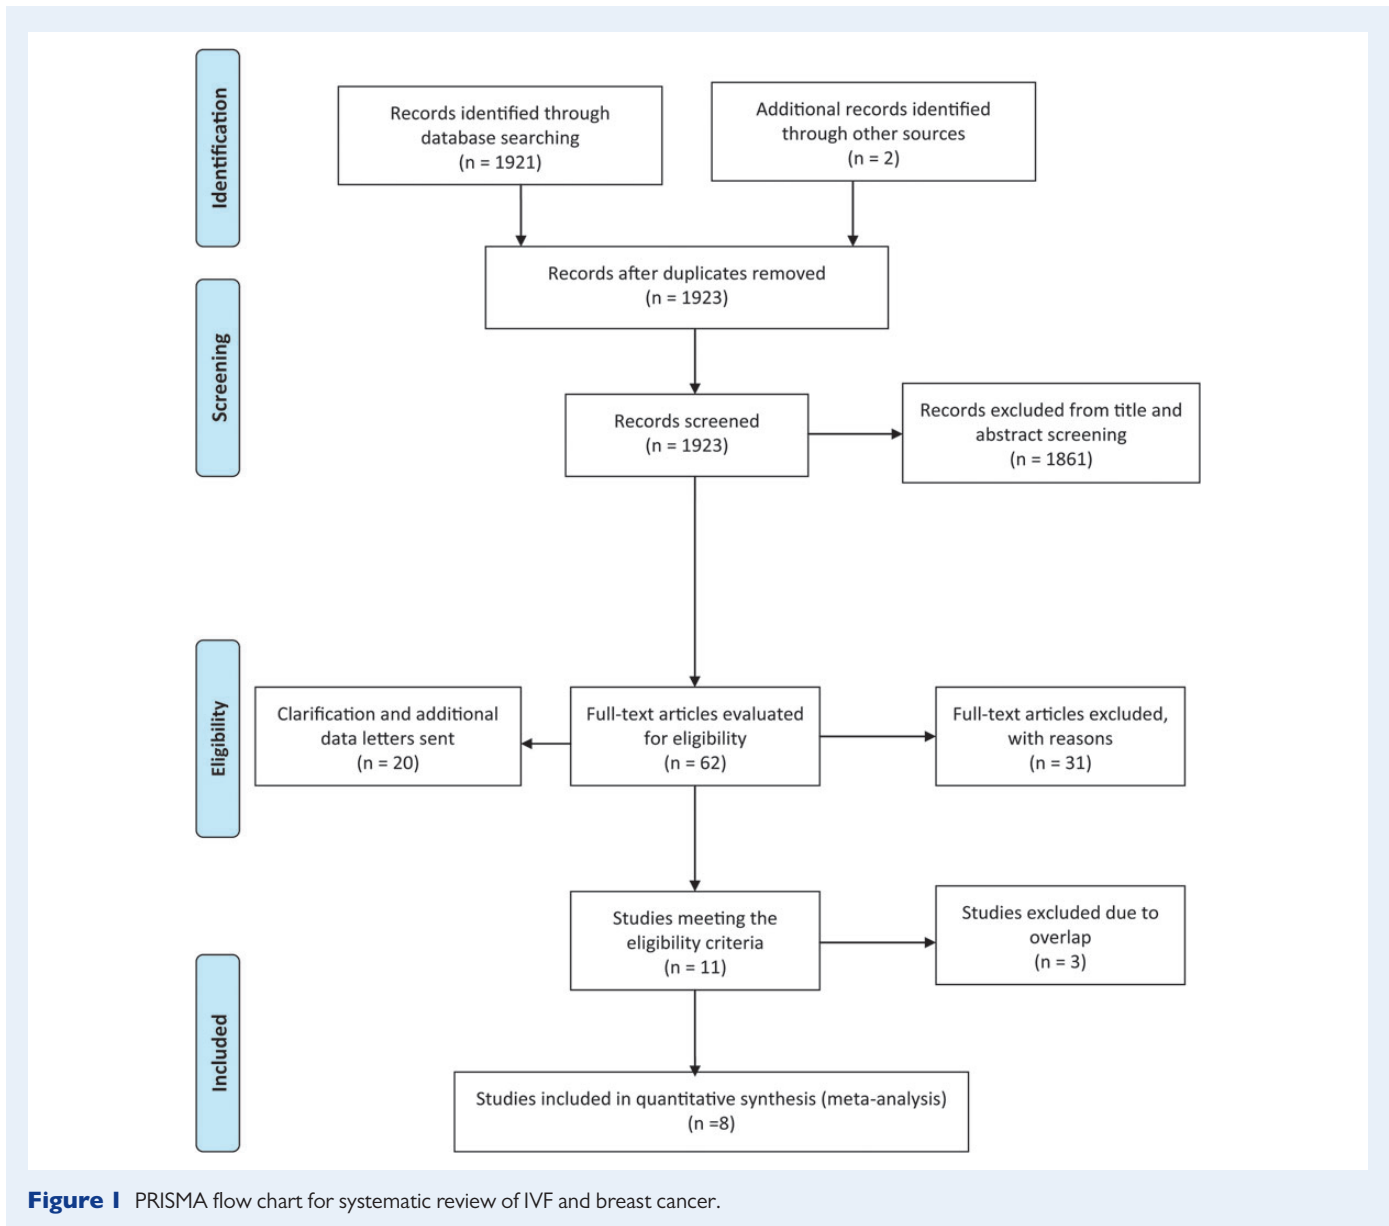 Identification
Records identified through
database searching
(n = 1921)
Additional records identified
through other sources
(n = 2)
Records after duplicates removed
(n = 1923)
Screening
Records screened
(n = 1923)
Records excluded from title and
abstract screening
(n = 1861)
Eligibility
Clarification and additional
data letters sent
(n = 20)
Full-text articles evaluated
for eligibility
(n = 62)
Full-text articles excluded,
with reasons
(n = 31)
Studies meeting the
eligibility criteria
(n = 11)
Studies excluded due to
overlap
(n = 3)
Included
Studies included in quantitative synthesis (meta-analysis)
(n =8)
Figure 1 PRISMA flow chart for systematic review of IVF and breast cancer.